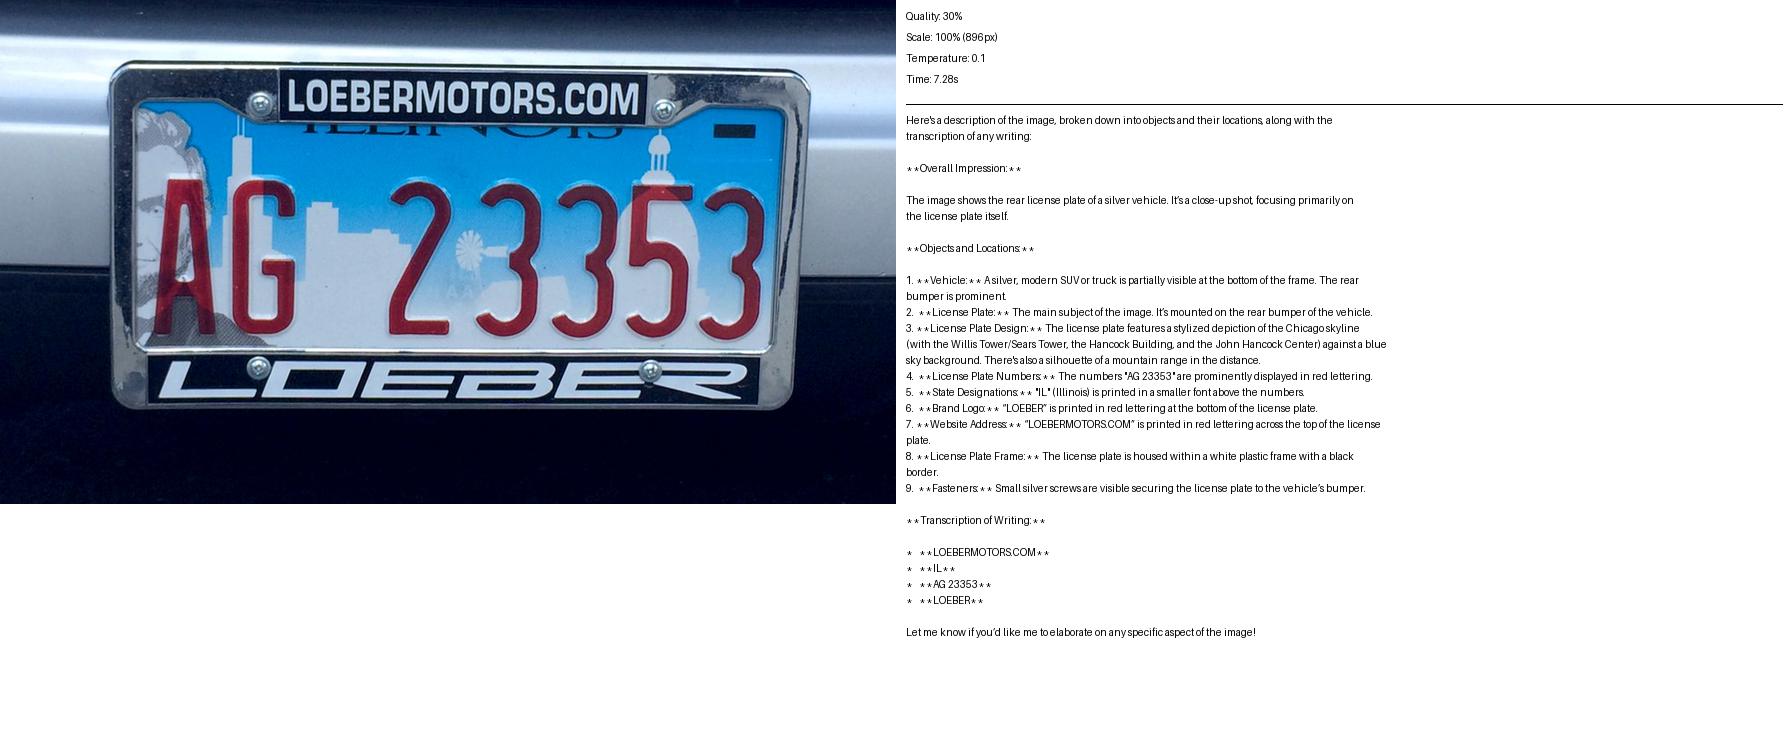 LOEBERMOTORS.COM
ILLINOIS
AG 23353
LOEBER
Quality: 30%
Scale: 100% (896px)
Temperature: 0.1
Time: 7.28s
Here's a description of the image, broken down into objects and their locations, along with the
transcription of any writing:
**Overall Impression:**
The image shows the rear license plate of a silver vehicle. It's a close-up shot, focusing primarily on
the license plate itself.
**Objects and Locations:**
1. **Vehicle:** A silver, modern SUV or truck is partially visible at the bottom of the frame. The rear
bumper is prominent.
2. **License Plate:** The main subject of the image. It's mounted on the rear bumper of the vehicle.
3. **License Plate Design:** The license plate features a stylized depiction of the Chicago skyline
(with the Willis Tower/Sears Tower, the Hancock Building, and the John Hancock Center) against a blue
sky background. There's also a silhouette of a mountain range in the distance.
4. **License Plate Numbers:** The numbers "AG 23353" are prominently displayed in red lettering.
5. **State Designations:** "IL" (Illinois) is printed in a smaller font above the numbers.
6. **Brand Logo:** "LOEBER" is printed in red lettering at the bottom of the license plate.
7. **Website Address:** "LOEBERMOTORS.COM" is printed in red lettering across the top of the license
plate.
8. **License Plate Frame:** The license plate is housed within a white plastic frame with a black
border.
9. **Fasteners:** Small silver screws are visible securing the license plate to the vehicle's bumper.
**Transcription of Writing:**
* **LOEBERMOTORS.COM**
* **IL**
* **AG 23353**
* **LOEBER**
Let me know if you'd like me to elaborate on any specific aspect of the image!